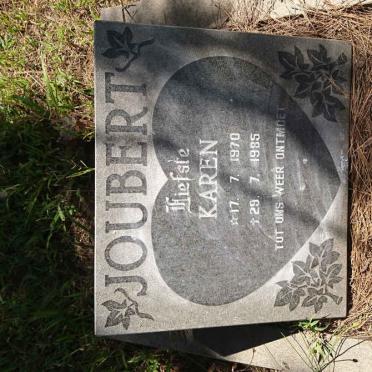 JOUBERT
Liefste
KAREN
☆17. 7. 1970
✞29. 7. 1985
TOT ONS WEER ONTMOET